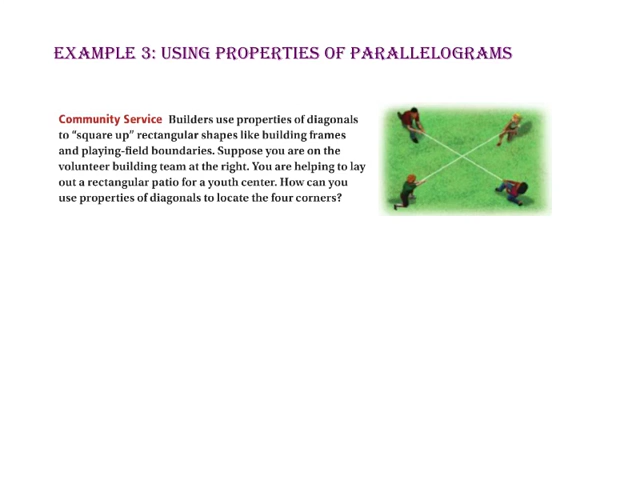 Example 3: Using Properties of Parallelograms
Community Service Builders use properties of diagonals
to “square up” rectangular shapes like building frames
and playing-field boundaries. Suppose you are on the
volunteer building team at the right. You are helping to lay
out a rectangular patio for a youth center. How can you
use properties of diagonals to locate the four corners?